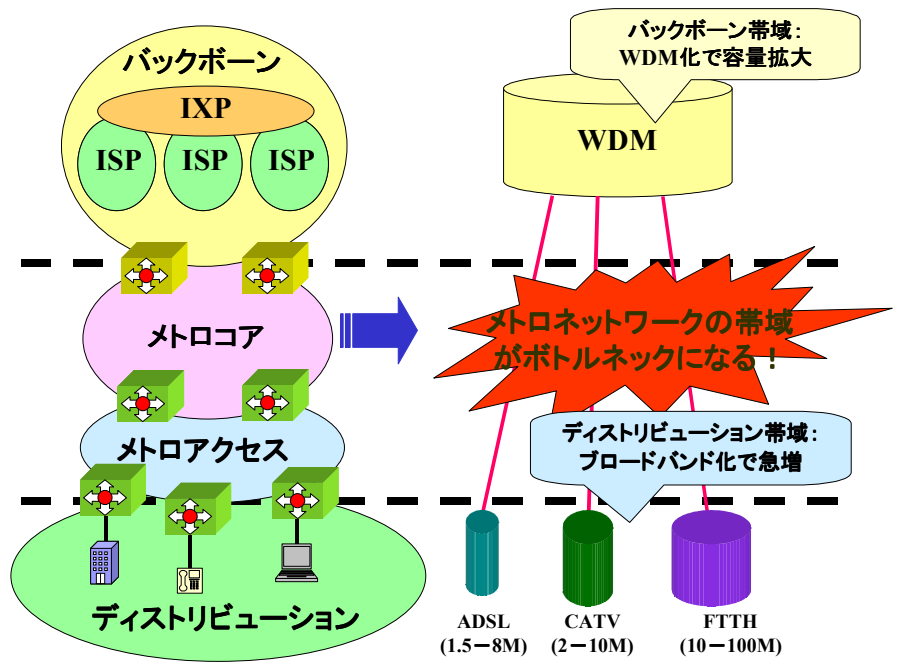 バックボーン
IXP
ISP
ISP
ISP
メトロコア
メトロアクセス
ディストリビューション
バックボーン帯域：
WDM化で容量拡大
WDM
メトロネットワークの帯域
がボトルネックになる！
ディストリビューション帯域：
ブロードバンド化で急増
ADSL
(1.5－8M)
CATV
(2－10M)
FTTH
(10－100M)